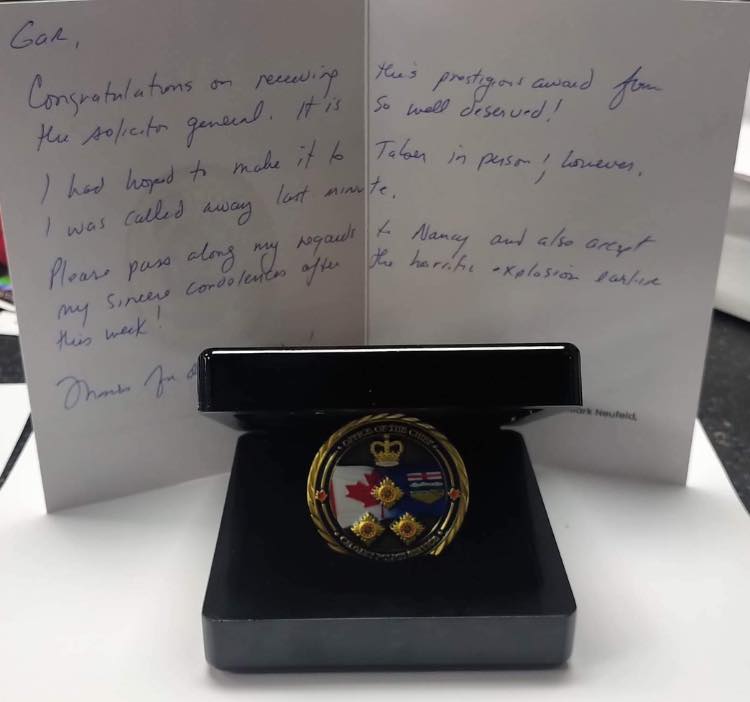 Gar,
Congratulations on receiving this prestigious award from
the solicitor general. It is so well deserved!
I had hoped to make it to Taber in person; however,
I was called away last minute.
Please pass along my regards to Nancy and also accept
my sincere condolences after the horrific explosion earlier
this week!
Thanks for
ark Neufeld,
OFFICE OF THE CHIEF
CALGARY POLICE SERVICE